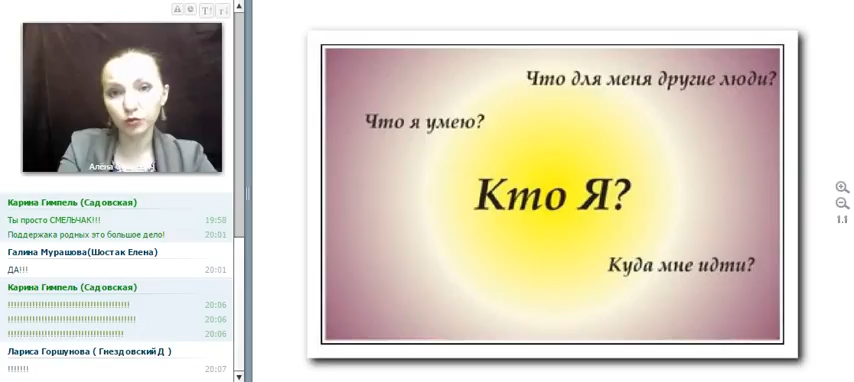 Алёна
Карина Гимпель (Садовская)
Ты просто СМЕЛЬЧАК!!! 19:58
Поддержака родных это большое дело! 20:01
Галина Мурашова(Шостак Елена)
ДА!!! 20:01
Карина Гимпель (Садовская)
!!!!!!!!!!!!!!!!!!!!!!!!!!!!!!!!!!!!!!!! 20:06
!!!!!!!!!!!!!!!!!!!!!!!!!!!!!!!!!!!!!!!!!! 20:06
!!!!!!!!!!!!!!!!!!!!!!!!!!!!!!!!!!!!!! 20:06
Лариса Горшунова ( Гнездовский Д )
!!!!!!! 20:07
Что для меня другие люди?
Что я умею?
Кто Я?
Куда мне идти?
1.1